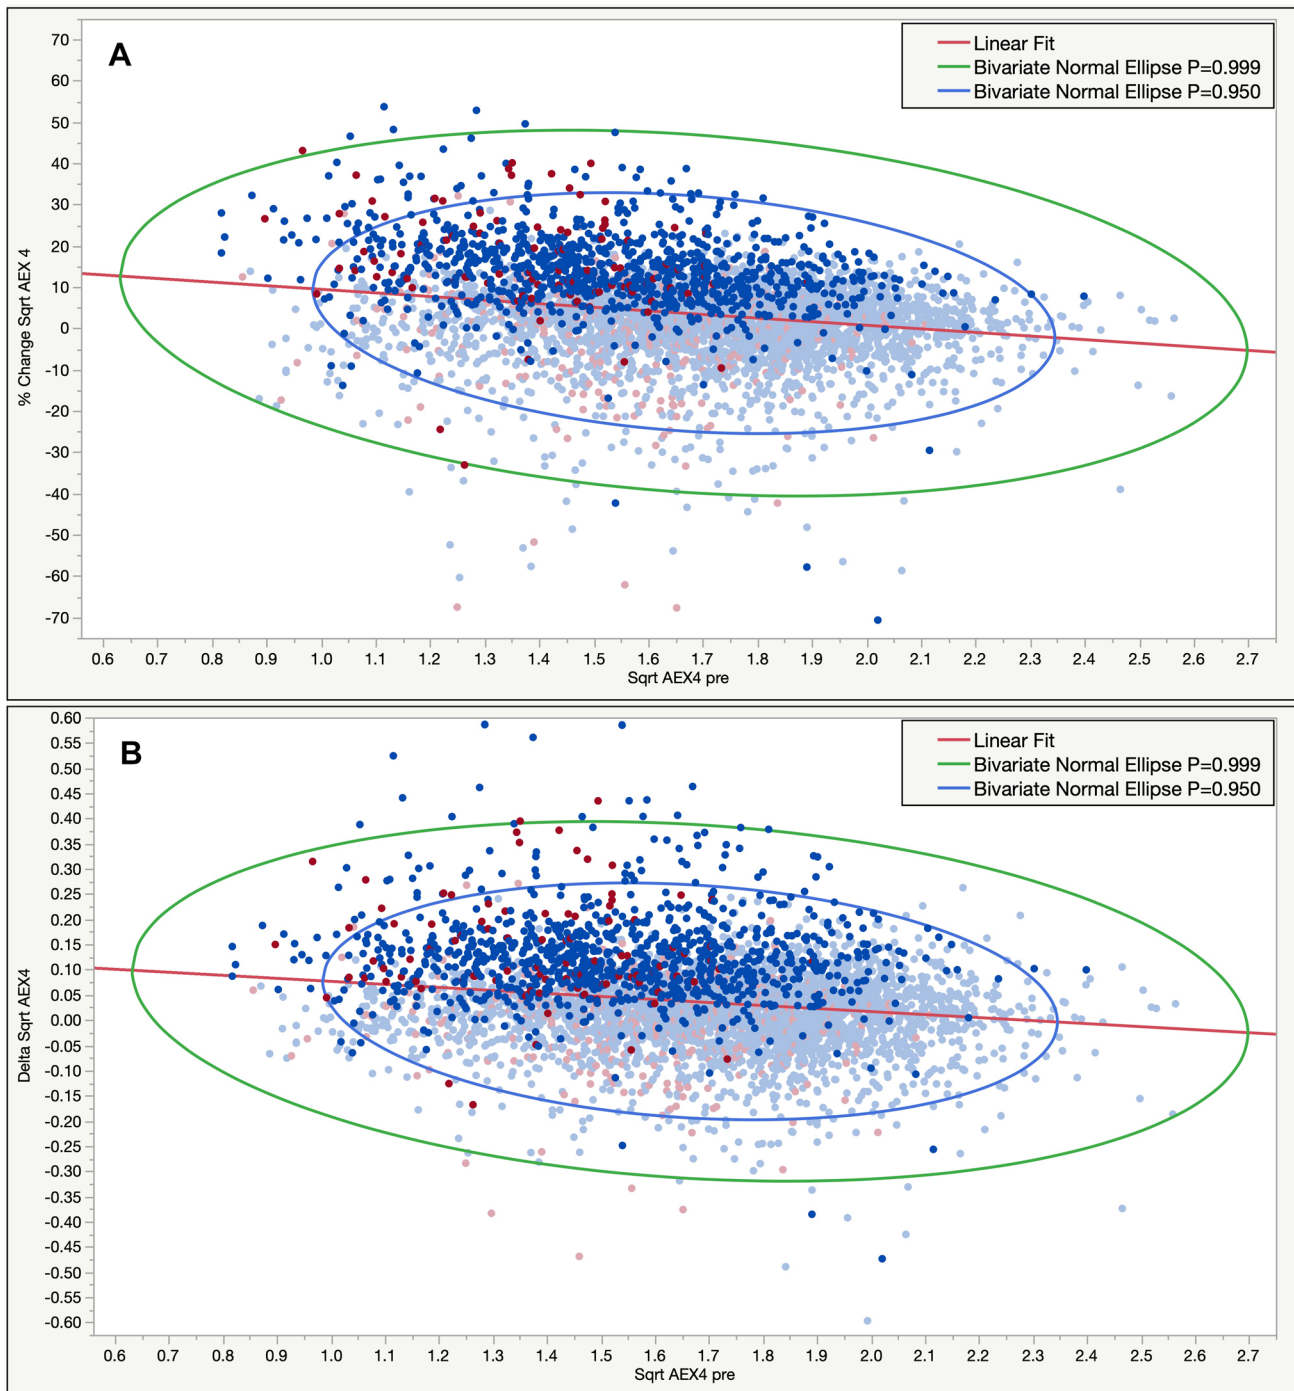 A
Linear Fit
Bivariate Normal Ellipse P=0.999
Bivariate Normal Ellipse P=0.950
% Change Sqrt AEX 4
70
60
50
40
30
20
10
0
-10
-20
-30
-40
-50
-60
-70
0.6 0.7 0.8 0.9 1.0 1.1 1.2 1.3 1.4 1.5 1.6 1.7 1.8 1.9 2.0 2.1 2.2 2.3 2.4 2.5 2.6 2.7
Sqrt AEX4 pre
B
Linear Fit
Bivariate Normal Ellipse P=0.999
Bivariate Normal Ellipse P=0.950
Delta Sqrt AEX4
0.60
0.55
0.50
0.45
0.40
0.35
0.30
0.25
0.20
0.15
0.10
0.05
0.00
-0.05
-0.10
-0.15
-0.20
-0.25
-0.30
-0.35
-0.40
-0.45
-0.50
-0.55
-0.60
0.6 0.7 0.8 0.9 1.0 1.1 1.2 1.3 1.4 1.5 1.6 1.7 1.8 1.9 2.0 2.1 2.2 2.3 2.4 2.5 2.6 2.7
Sqrt AEX4 pre